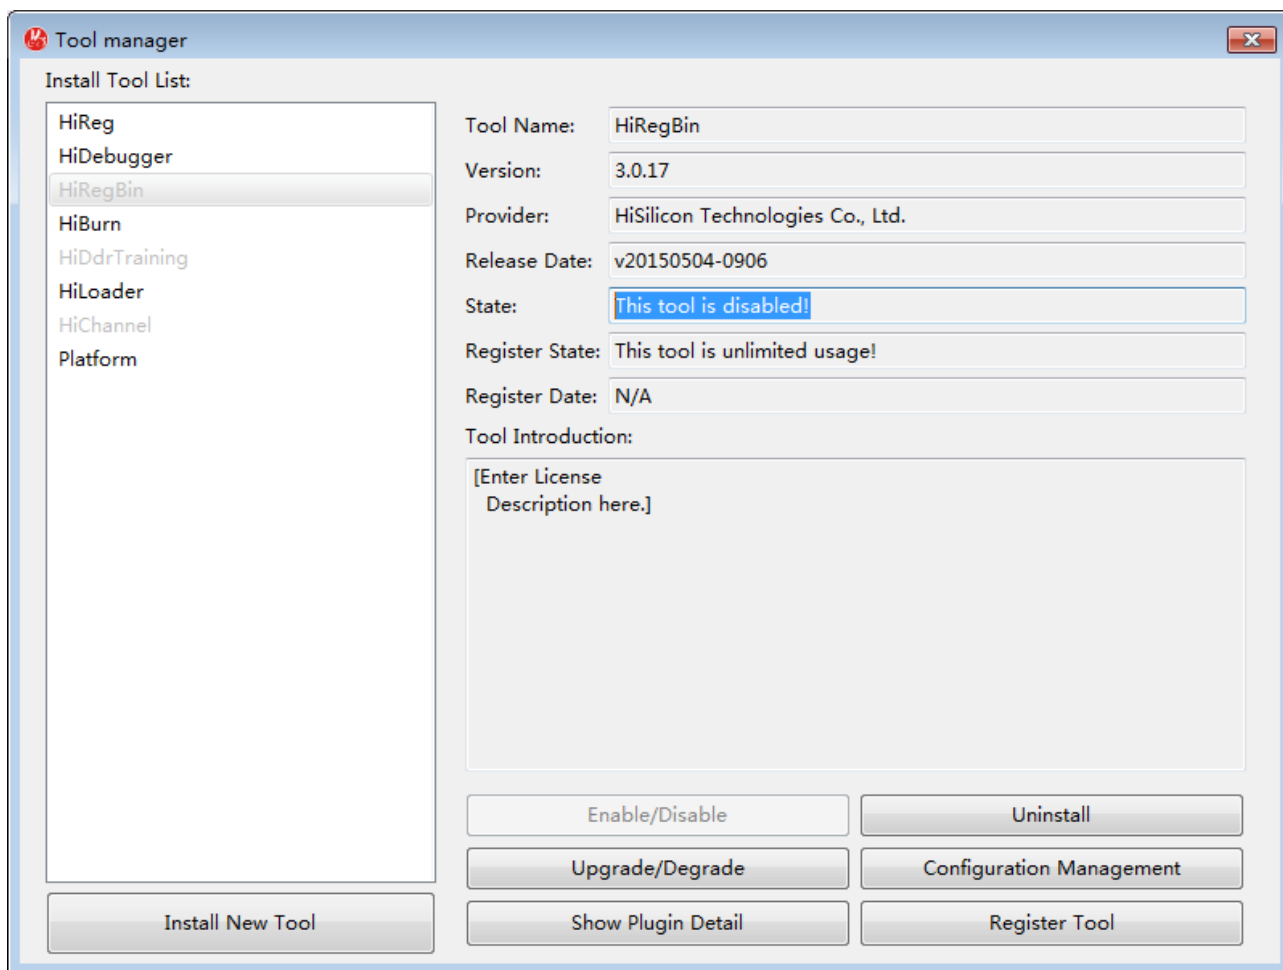 Tool manager
Install Tool List:
HiReg
HiDebugger
HiRegBin
HiBurn
HiDdrTraining
HiLoader
HiChannel
Platform
Install New Tool
Tool Name: HiRegBin
Version: 3.0.17
Provider: HiSilicon Technologies Co., Ltd.
Release Date: v20150504-0906
State: This tool is disabled!
Register State: This tool is unlimited usage!
Register Date: N/A
Tool Introduction:
[Enter License
Description here.]
Enable/Disable Uninstall
Upgrade/Degrade Configuration Management
Show Plugin Detail Register Tool